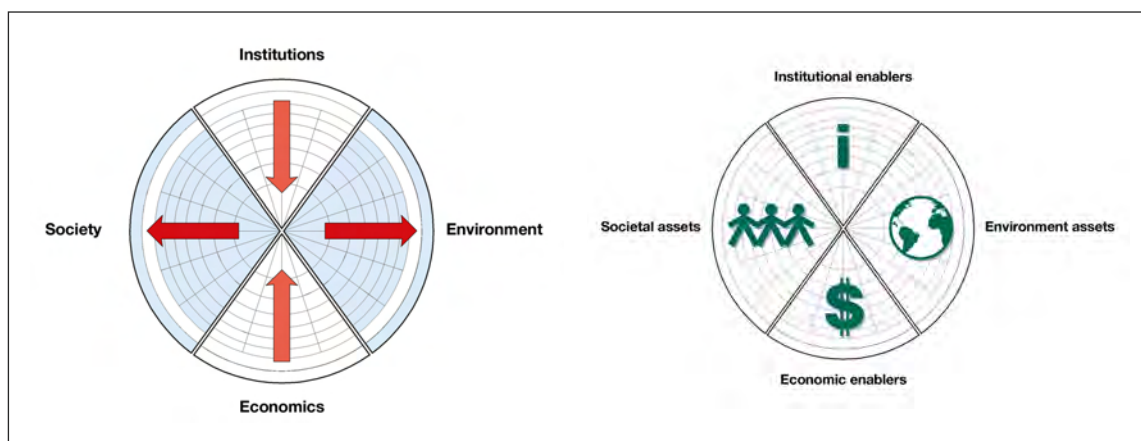 Institutions
Society
Environment
Economics
Institutional enablers
i
Societal assets
Environment assets
$
Economic enablers